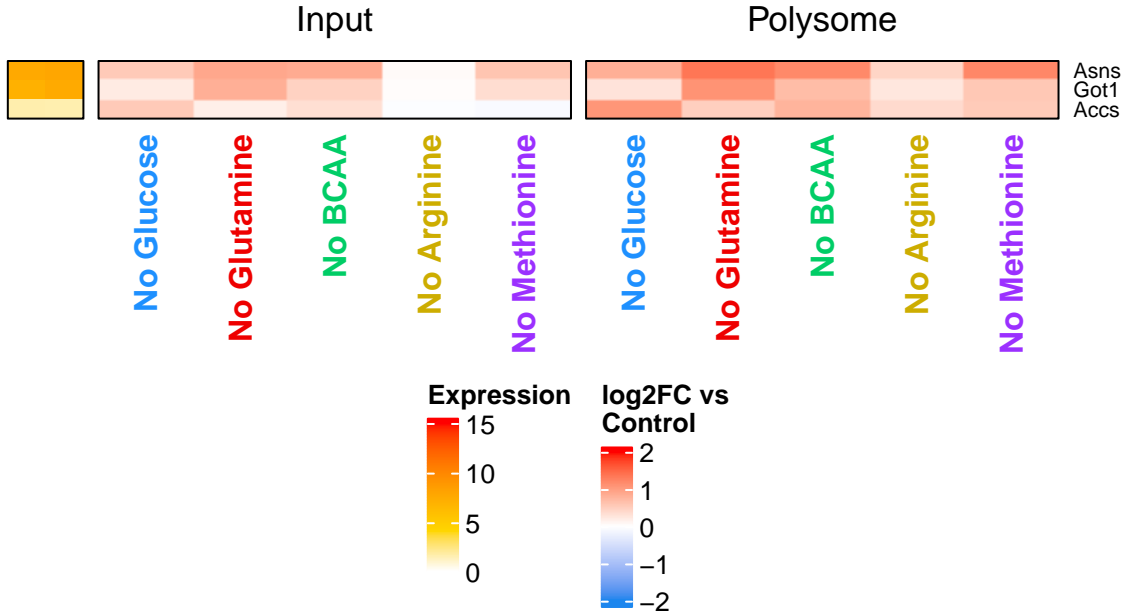 Input
Polysome
Asns
Got1
Accs
No Glucose
No Glutamine
No BCAA
No Arginine
No Methionine
No Glucose
No Glutamine
No BCAA
No Arginine
No Methionine
Expression
15
10
5
0
log2FC vs
Control
2
1
0
−1
−2